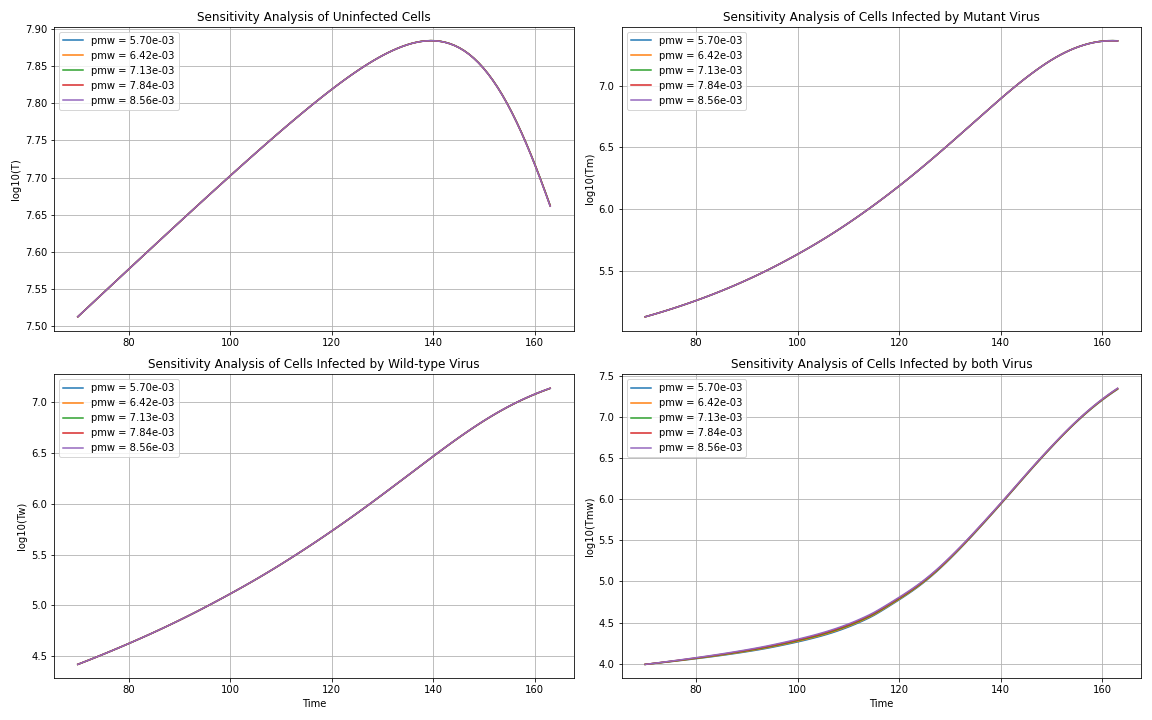 Sensitivity Analysis of Uninfected Cells
7.90
7.85
7.80
7.75
7.70
7.65
7.60
7.55
7.50
log10(T)
pmw = 5.70e-03
pmw = 6.42e-03
pmw = 7.13e-03
pmw = 7.84e-03
pmw = 8.56e-03
80 100 120 140 160
Sensitivity Analysis of Cells Infected by Mutant Virus
7.0
6.5
6.0
5.5
log10(Tm)
pmw = 5.70e-03
pmw = 6.42e-03
pmw = 7.13e-03
pmw = 7.84e-03
pmw = 8.56e-03
80 100 120 140 160
Sensitivity Analysis of Cells Infected by Wild-type Virus
7.0
6.5
6.0
5.5
5.0
4.5
log10(Tw)
pmw = 5.70e-03
pmw = 6.42e-03
pmw = 7.13e-03
pmw = 7.84e-03
pmw = 8.56e-03
80 100 120 140 160
Time
Sensitivity Analysis of Cells Infected by both Virus
7.5
7.0
6.5
6.0
5.5
5.0
4.5
4.0
log10(Tmw)
pmw = 5.70e-03
pmw = 6.42e-03
pmw = 7.13e-03
pmw = 7.84e-03
pmw = 8.56e-03
80 100 120 140 160
Time